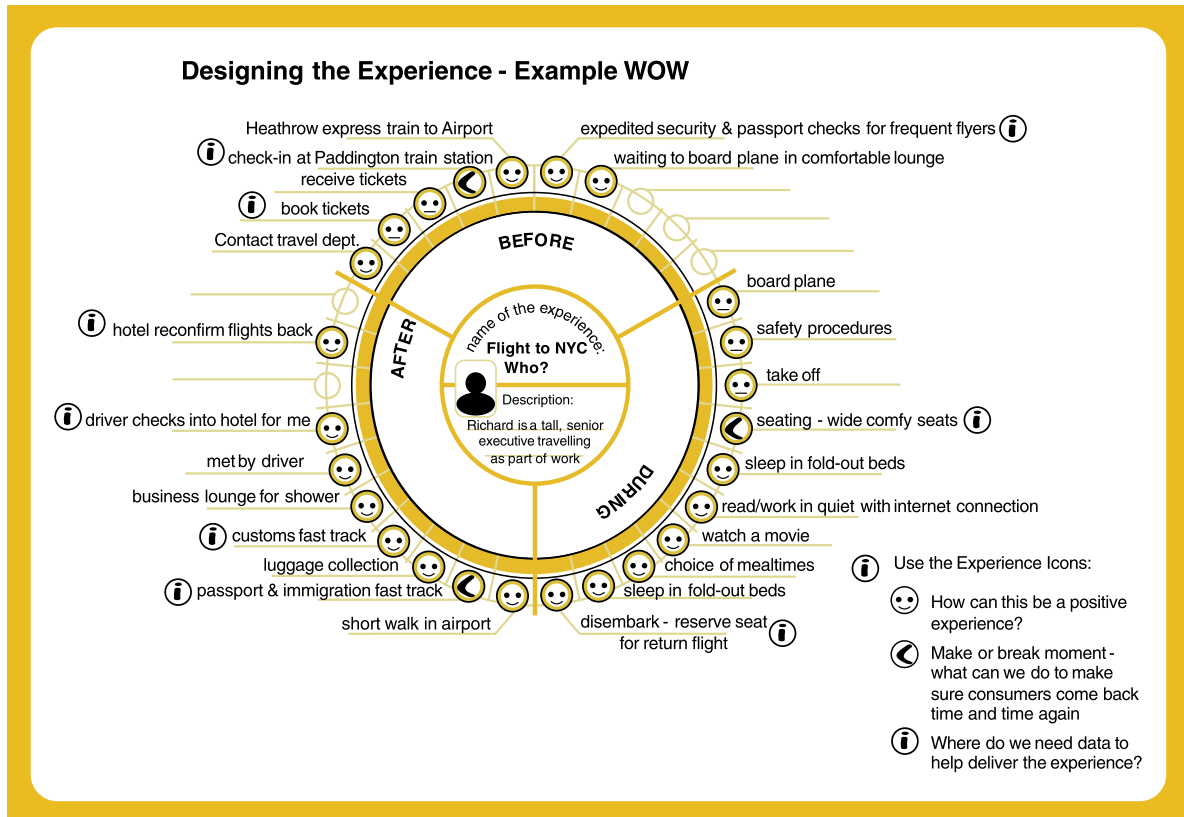 Designing the Experience - Example WOW
Heathrow express train to Airport
expedited security & passport checks for frequent flyers
i
i
check-in at Paddington train station
waiting to board plane in comfortable lounge
receive tickets
i
book tickets
Contact travel dept.
BEFORE
board plane
hotel reconfirm flights back
i
safety procedures
AFTER
name of the experience:
Flight to NYC
Who?
take off
Description:
i
driver checks into hotel for me
seating - wide comfy seats
i
Richard is a tall, senior
executive travelling
as part of work
met by driver
sleep in fold-out beds
DURING
business lounge for shower
read/work in quiet with internet connection
i
customs fast track
watch a movie
luggage collection
choice of mealtimes
i
passport & immigration fast track
sleep in fold-out beds
short walk in airport
disembark - reserve seat
for return flight
i
i
Use the Experience Icons:
How can this be a positive
experience?
Make or break moment -
what can we do to make
sure consumers come back
time and time again
i
Where do we need data to
help deliver the experience?